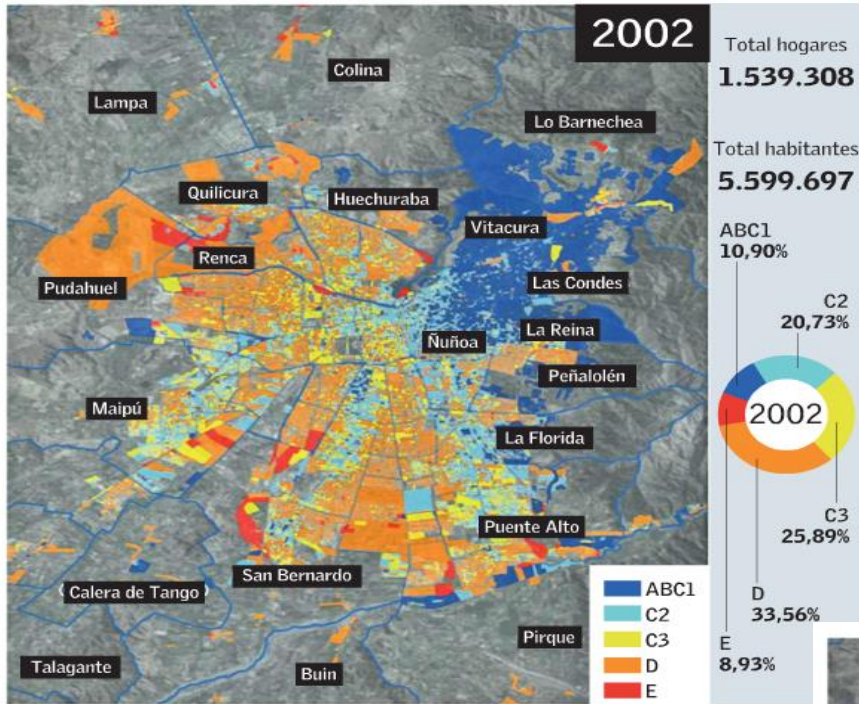 2002
Total hogares
1.539.308
Total habitantes
5.599.697
Colina
Lampa
Lo Barnechea
Quilicura
Huechuraba
Vitacura
Renca
Pudahuel
Las Condes
La Reina
Ñuñoa
Peñalolén
Maipú
La Florida
Puente Alto
San Bernardo
Calera de Tango
Pirque
Talagante
Buin
ABC1
C2
C3
D
E
ABC1
10,90%
C2
20,73%
2002
C3
25,89%
D
33,56%
E
8,93%